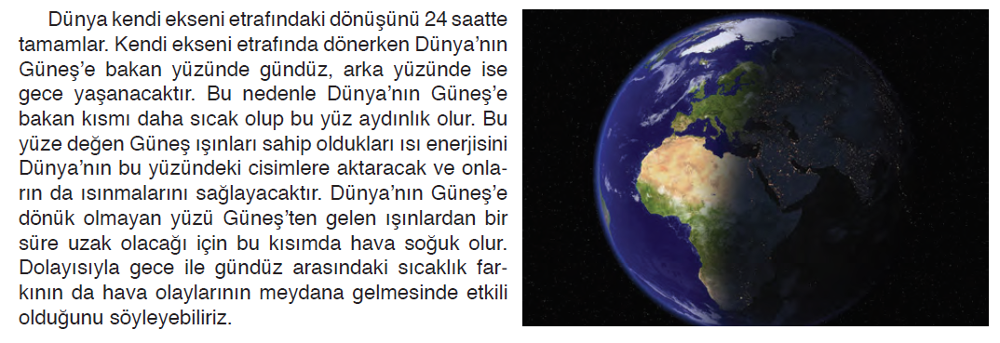 Dünya kendi ekseni etrafındaki dönüşünü 24 saatte
tamamlar. Kendi ekseni etrafında dönerken Dünya’nın
Güneş’e bakan yüzünde gündüz, arka yüzünde ise
gece yaşanacaktır. Bu nedenle Dünya’nın Güneş’e
bakan kısmı daha sıcak olup bu yüz aydınlık olur. Bu
yüze değen Güneş ışınları sahip oldukları ısı enerjisini
Dünya’nın bu yüzündeki cisimlere aktaracak ve onla-
rın da ısınmalarını sağlayacaktır. Dünya’nın Güneş’e
dönük olmayan yüzü Güneş’ten gelen ışınlardan bir
süre uzak olacağı için bu kısımda hava soğuk olur.
Dolayısıyla gece ile gündüz arasındaki sıcaklık far-
kının da hava olaylarının meydana gelmesinde etkili
olduğunu söyleyebiliriz.